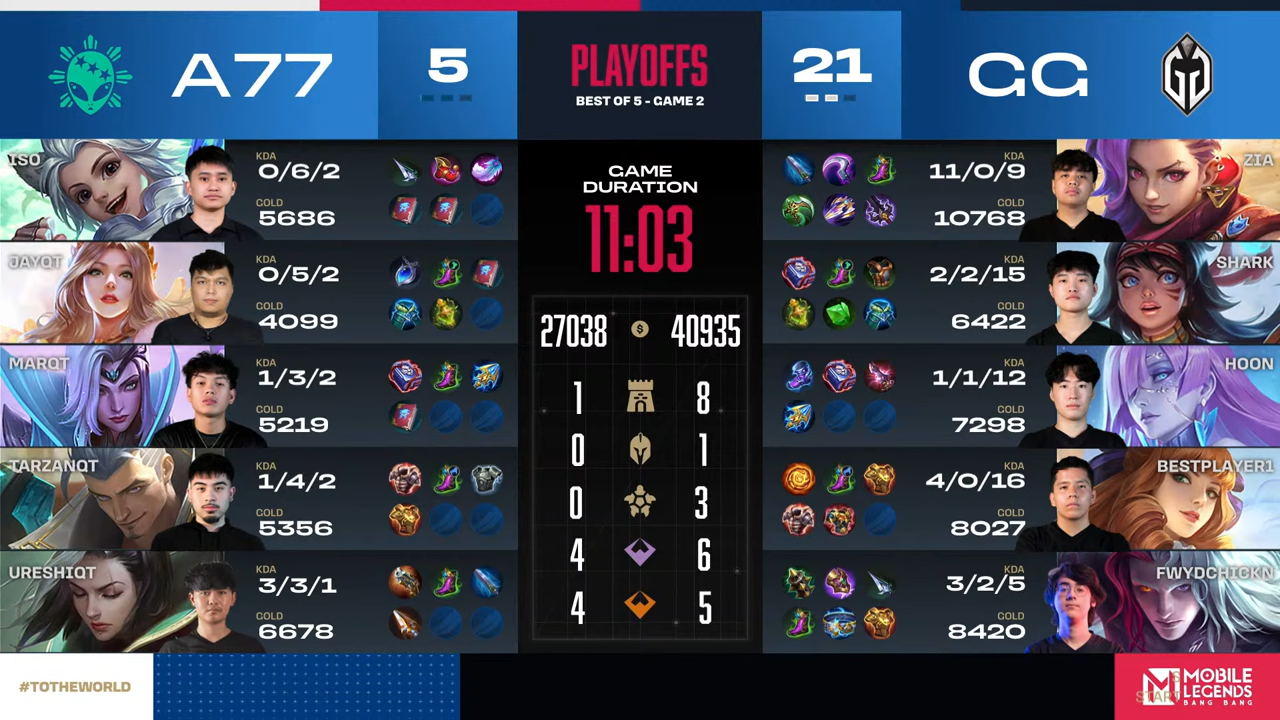 A77
5
PLAYOFFS
BEST OF 5 - GAME 2
21
GG
ISO
KDA
0/6/2
GOLD
5686
JAYQT
KDA
0/5/2
GOLD
4099
MARQT
KDA
1/3/2
GOLD
5219
TARZANQT
KDA
1/4/2
GOLD
5356
URESHIQT
KDA
3/3/1
GOLD
6678
GAME
DURATION
11:03
27038 $ 40935
1 8
0 1
0 3
4 6
4 5
KDA
11/0/9
GOLD
10768
ZIA
KDA
2/2/15
GOLD
6422
SHARK
KDA
1/1/12
GOLD
7298
HOON
KDA
4/0/16
GOLD
8027
BESTPLAYER1
KDA
3/2/5
GOLD
8420
FWYDCHICKN
#TOTHEWORLD
MOBILE
LEGENDS
BANG BANG